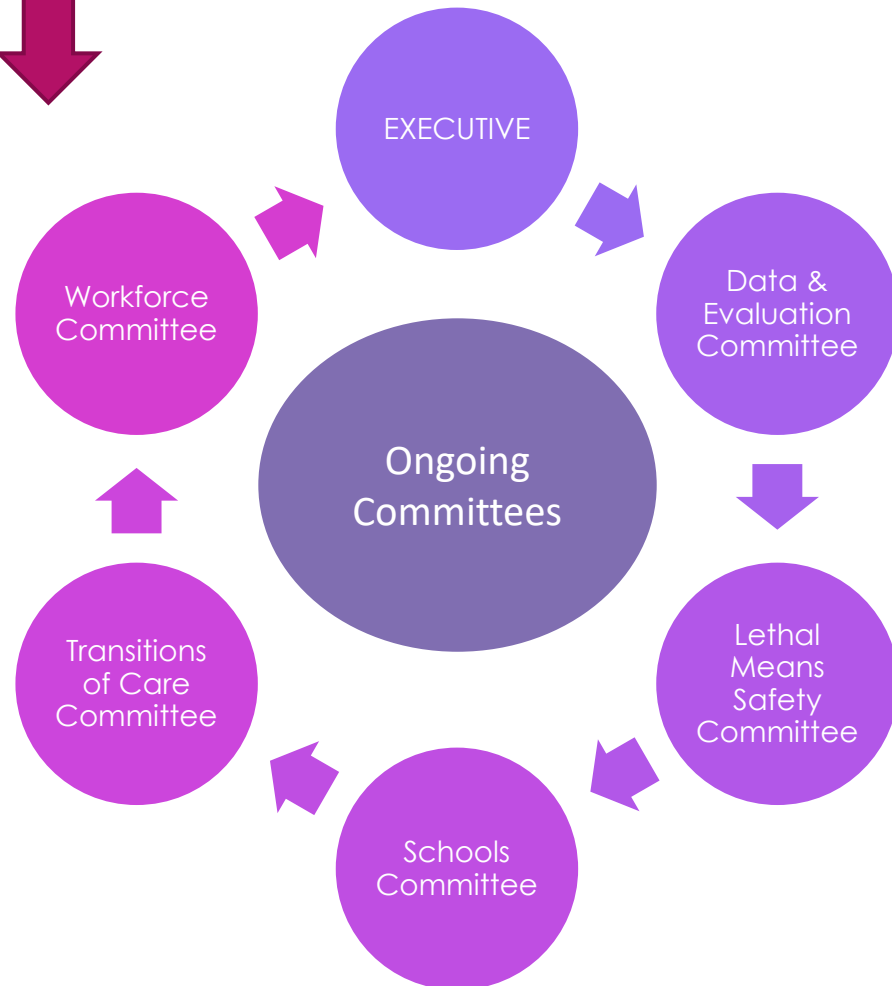 EXECUTIVE
Data &
Evaluation
Committee
Lethal
Means
Safety
Committee
Schools
Committee
Transitions
of Care
Committee
Workforce
Committee
Ongoing
Committees